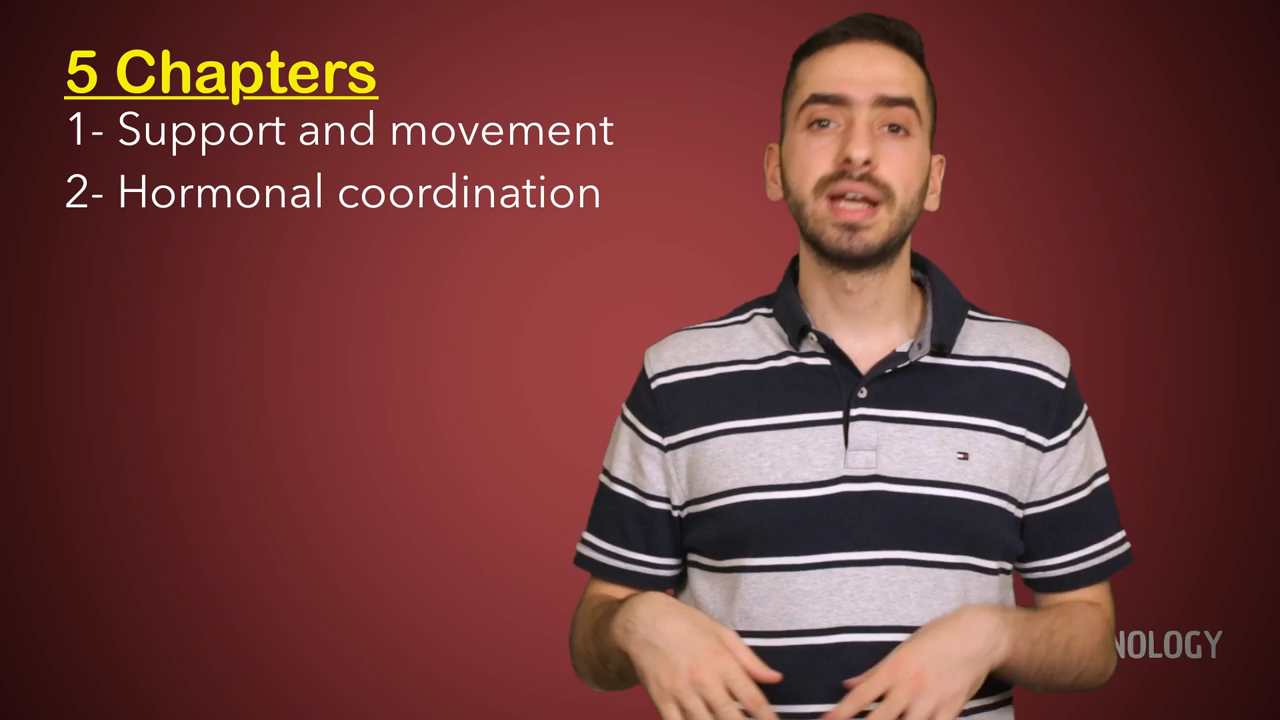 5 Chapters
1- Support and movement
2- Hormonal coordination
NOLOGY